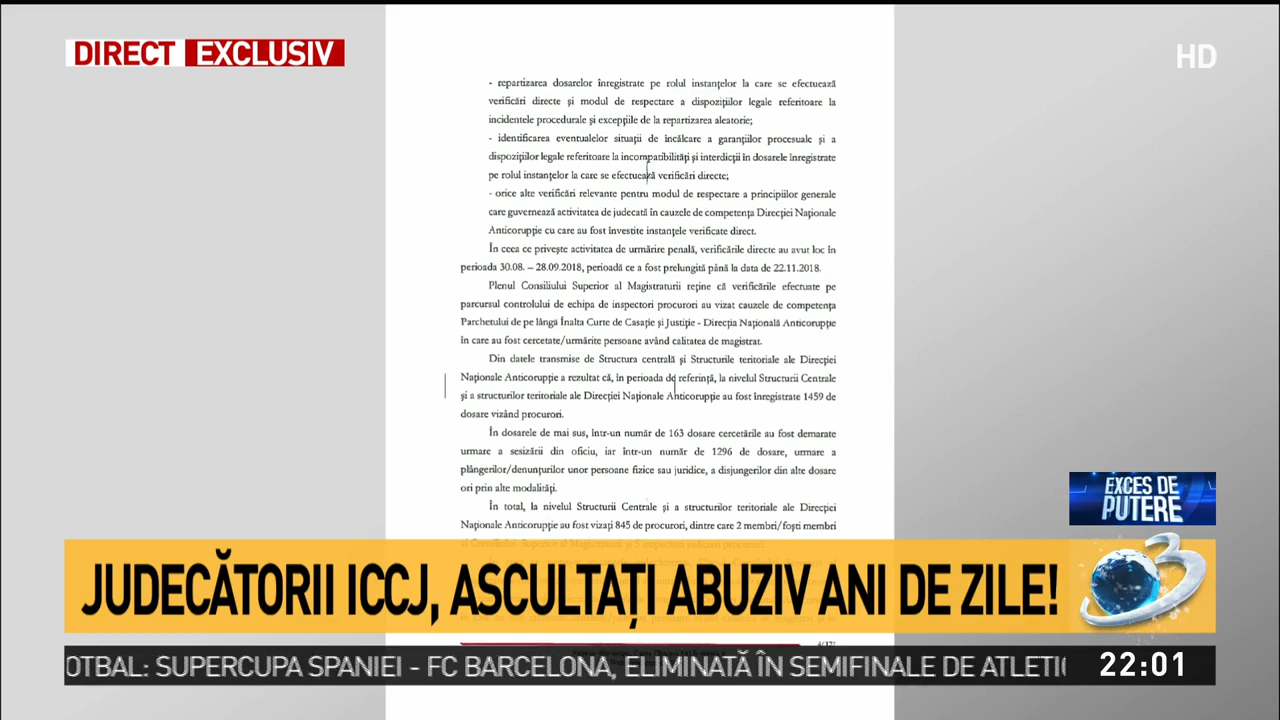 DIRECT EXCLUSIV
HD
- repartizarea dosarelor înregistrate pe rolul instanțelor la care se efectuează
verificări directe și modul de respectare a dispozițiilor legale referitoare la
incidentele procedurale și excepțiile de la repartizarea aleatorie;
- identificarea eventualelor situații de încălcare a garanțiilor procesuale și a
dispozițiilor legale referitoare la incompatibilități și interdicții în dosarele înregistrate
pe rolul instanțelor la care se efectuează verificări directe;
- orice alte verificări relevante pentru modul de respectare a principiilor generale
care guvernează activitatea de judecată în cauzele de competența Direcției Naționale
Anticorupție cu care au fost învestite instanțele verificate direct.
În ceea ce privește activitatea de urmărire penală, verificările directe au avut loc în
perioada 30.08. – 28.09.2018, perioadă ce a fost prelungită până la data de 22.11.2018.
Plenul Consiliului Superior al Magistraturii reține că verificările efectuate pe
parcursul controlului de echipa de inspectori procurori au vizat cauzele de competența
Parchetului de pe lângă Înalta Curte de Casație și Justiție - Direcția Națională Anticorupție
în care au fost cercetate/urmărite persoane având calitatea de magistrat.
Din datele transmise de Structura centrală și Structurile teritoriale ale Direcției
Naționale Anticorupție a rezultat că, în perioada de referință, la nivelul Structurii Centrale
și a structurilor teritoriale ale Direcției Naționale Anticorupție au fost înregistrate 1459 de
dosare vizând procurori.
În dosarele de mai sus, într-un număr de 163 dosare cercetările au fost demarate
urmare a sesizării din oficiu, iar într-un număr de 1296 de dosare, urmare a
plângerilor/denunțurilor unor persoane fizice sau juridice, a disjungerilor din alte dosare
ori prin alte modalități.
În total, la nivelul Structurii Centrale și a structurilor teritoriale ale Direcției
Naționale Anticorupție au fost vizați 845 de procurori, dintre care 2 membri/foști membri
al Consiliului Superior al Magistraturii și 5 inspectori judiciari procurori.
EXCES DE
PUTERE
JUDECĂTORII ICCJ, ASCULTAȚI ABUZIV ANI DE ZILE!
3
OTBAL: SUPERCUPA SPANIEI - FC BARCELONA, ELIMINATĂ ÎN SEMIFINALE DE ATLETIC
22:01